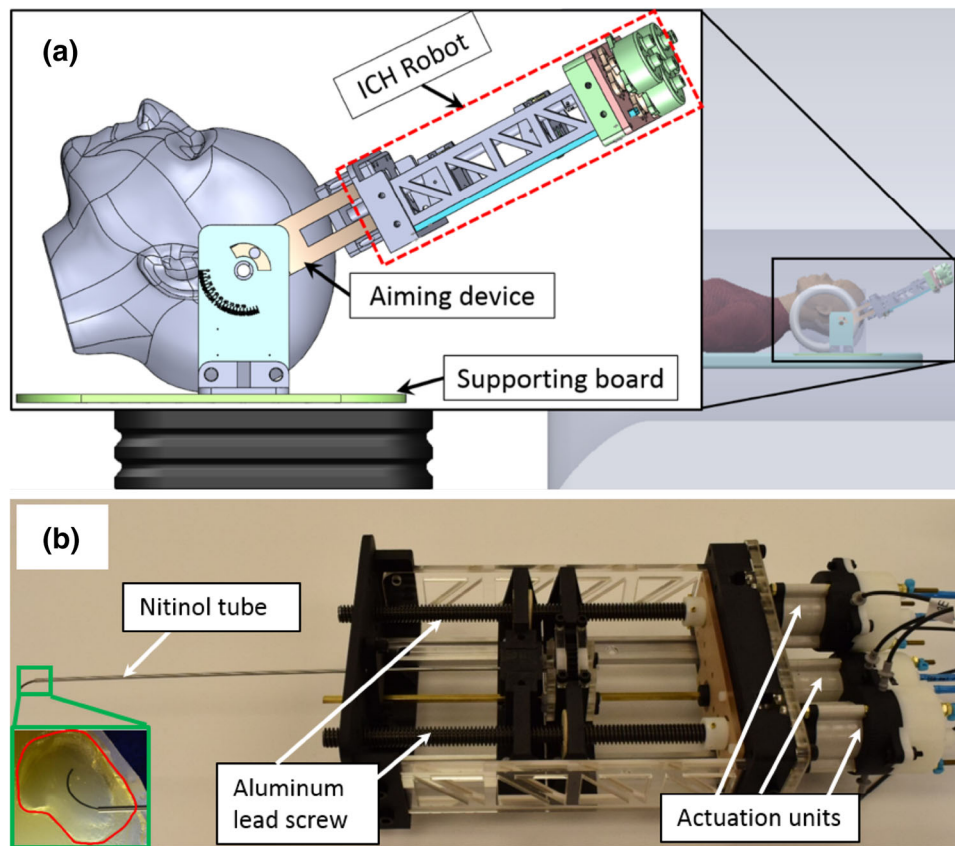 (a)
ICH Robot
Aiming device
Supporting board
(b)
Nitinol tube
Aluminum
lead screw
Actuation units